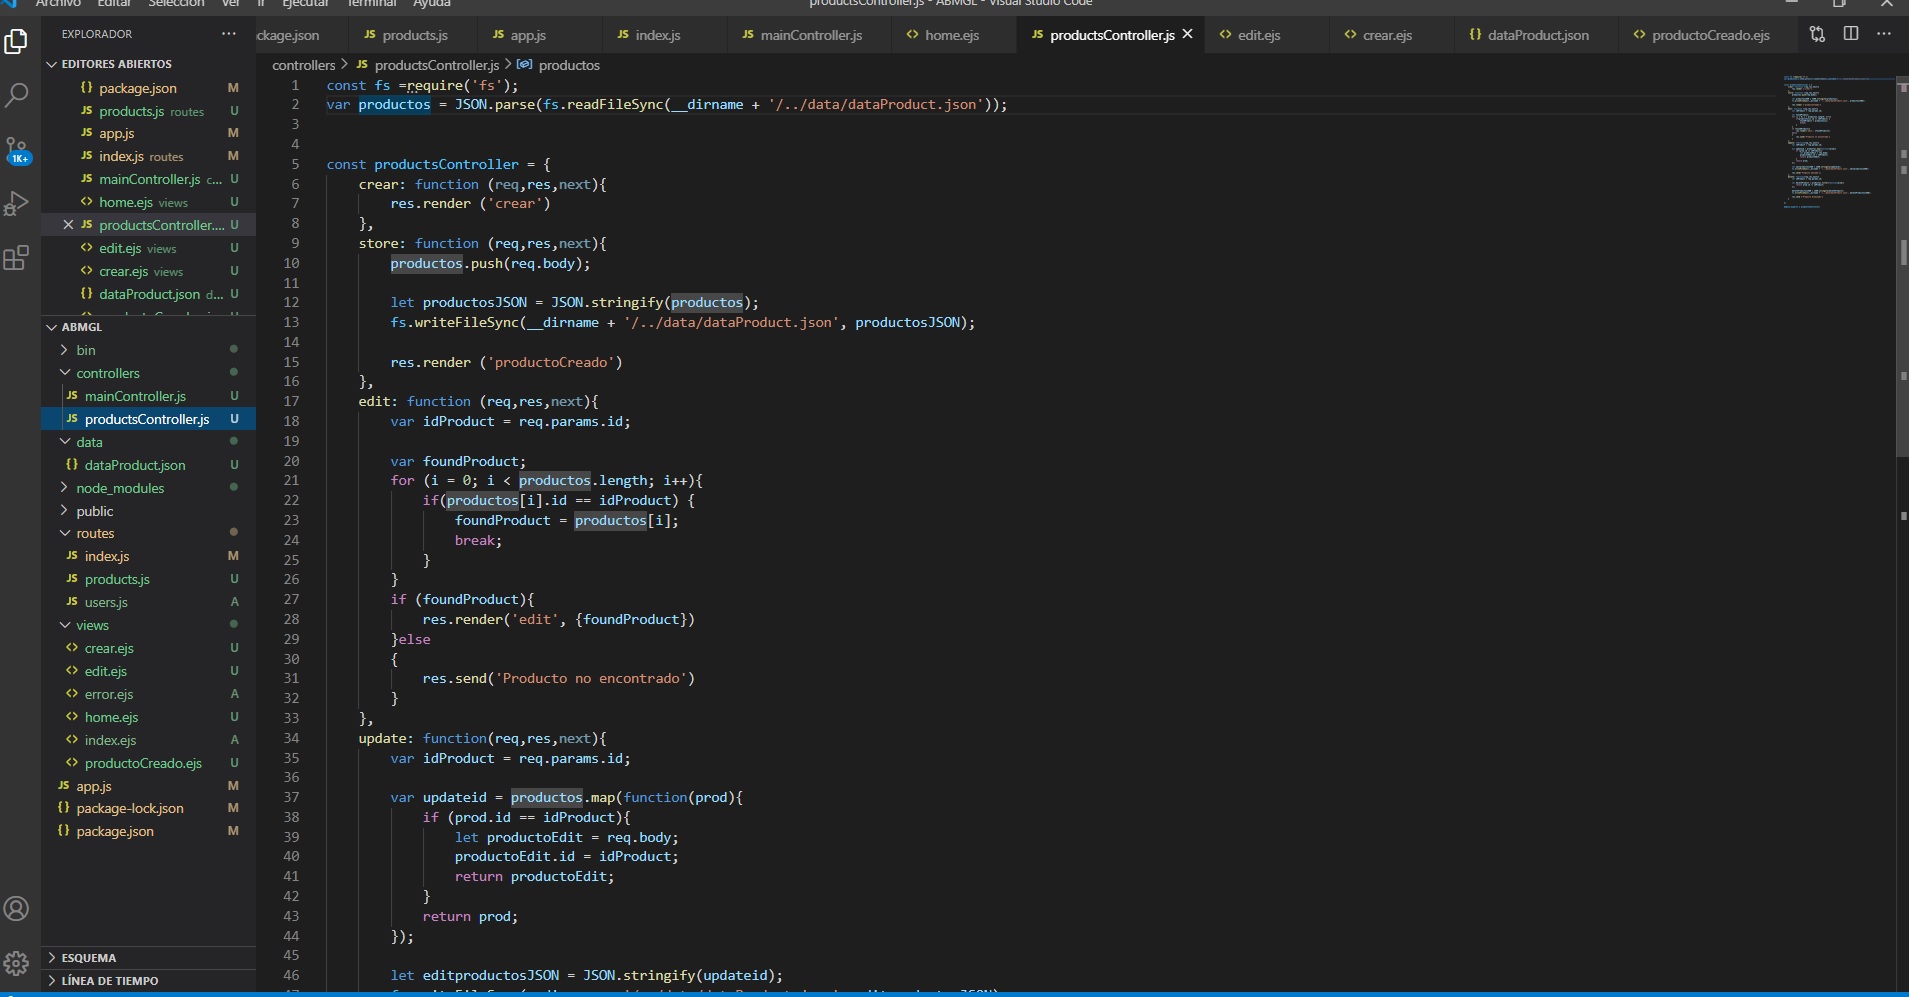 Archivo Editar Selección Ver Ir Ejecutar Terminal Ayuda
productsController.js - ABMGL - Visual Studio Code
EXPLORADOR
EDITORES ABIERTOS
package.json M
products.js routes U
app.js M
index.js routes M
mainController.js c... U
home.ejs views U
productsController.... U
edit.ejs views U
crear.ejs views U
dataProduct.json d... U
ABMGL
bin
controllers
mainController.js U
productsController.js U
data
dataProduct.json U
node_modules
public
routes
index.js M
products.js U
users.js A
views
crear.ejs U
edit.ejs U
error.ejs A
home.ejs U
index.ejs A
productoCreado.ejs U
app.js M
package-lock.json M
package.json M
ESQUEMA
LÍNEA DE TIEMPO
1K+
ckage.json JS products.js JS app.js JS index.js JS mainController.js <> home.ejs JS productsController.js <> edit.ejs <> crear.ejs {} dataProduct.json <> productoCreado.ejs
controllers > JS productsController.js > productos
1 const fs =require('fs');
2 var productos = JSON.parse(fs.readFileSync(__dirname + '/../data/dataProduct.json'));
3
4
5 const productsController = {
6 crear: function (req,res,next){
7 res.render ('crear')
8 },
9 store: function (req,res,next){
10 productos.push(req.body);
11
12 let productosJSON = JSON.stringify(productos);
13 fs.writeFileSync(__dirname + '/../data/dataProduct.json', productosJSON);
14
15 res.render ('productoCreado')
16 },
17 edit: function (req,res,next){
18 var idProduct = req.params.id;
19
20 var foundProduct;
21 for (i = 0; i < productos.length; i++){
22 if(productos[i].id == idProduct) {
23 foundProduct = productos[i];
24 break;
25 }
26 }
27 if (foundProduct){
28 res.render('edit', {foundProduct})
29 }else
30 {
31 res.send('Producto no encontrado')
32 }
33 },
34 update: function(req,res,next){
35 var idProduct = req.params.id;
36
37 var updateid = productos.map(function(prod){
38 if (prod.id == idProduct){
39 let productoEdit = req.body;
40 productoEdit.id = idProduct;
41 return productoEdit;
42 }
43 return prod;
44 });
45
46 let editproductosJSON = JSON.stringify(updateid);